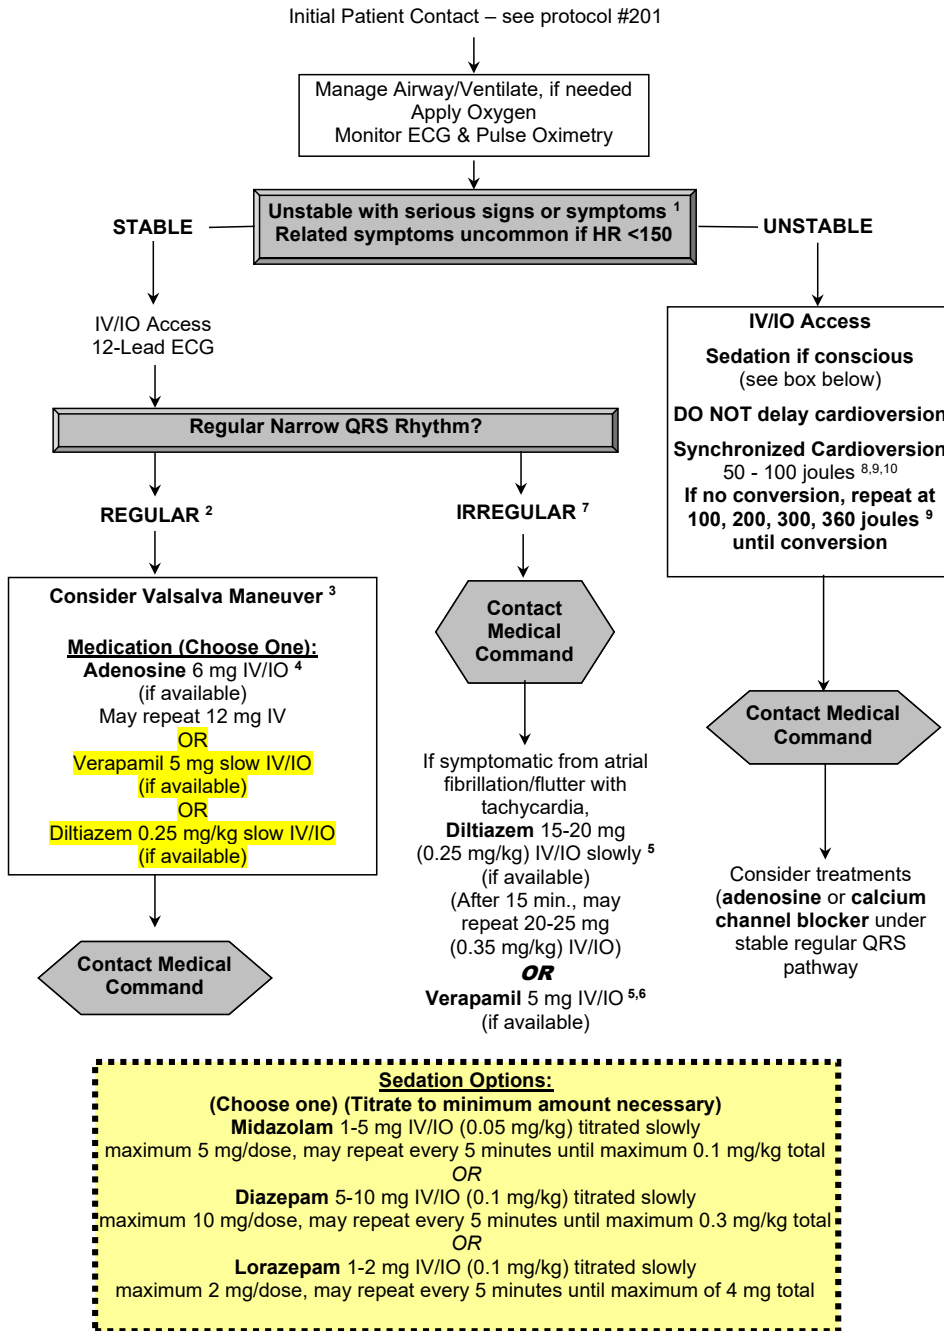 Initial Patient Contact – see protocol #201
Manage Airway/Ventilate, if needed
Apply Oxygen
Monitor ECG & Pulse Oximetry
Unstable with serious signs or symptoms 1
Related symptoms uncommon if HR <150
STABLE
UNSTABLE
IV/IO Access
12-Lead ECG
Regular Narrow QRS Rhythm?
REGULAR 2
IRREGULAR 7
Consider Valsalva Maneuver 3
Medication (Choose One):
Adenosine 6 mg IV/IO 4
(if available)
May repeat 12 mg IV
OR
Verapamil 5 mg slow IV/IO
(if available)
OR
Diltiazem 0.25 mg/kg slow IV/IO
(if available)
Contact Medical
Command
Contact
Medical
Command
If symptomatic from atrial
fibrillation/flutter with
tachycardia,
Diltiazem 15-20 mg
(0.25 mg/kg) IV/IO slowly 5
(if available)
(After 15 min., may
repeat 20-25 mg
(0.35 mg/kg) IV/IO)
OR
Verapamil 5 mg IV/IO 5,6
(if available)
IV/IO Access
Sedation if conscious
(see box below)
DO NOT delay cardioversion
Synchronized Cardioversion
50 - 100 joules 8,9,10
If no conversion, repeat at
100, 200, 300, 360 joules 9
until conversion
Contact Medical
Command
Consider treatments
(adenosine or calcium
channel blocker under
stable regular QRS
pathway
Sedation Options:
(Choose one) (Titrate to minimum amount necessary)
Midazolam 1-5 mg IV/IO (0.05 mg/kg) titrated slowly
maximum 5 mg/dose, may repeat every 5 minutes until maximum 0.1 mg/kg total
OR
Diazepam 5-10 mg IV/IO (0.1 mg/kg) titrated slowly
maximum 10 mg/dose, may repeat every 5 minutes until maximum 0.3 mg/kg total
OR
Lorazepam 1-2 mg IV/IO (0.1 mg/kg) titrated slowly
maximum 2 mg/dose, may repeat every 5 minutes until maximum of 4 mg total